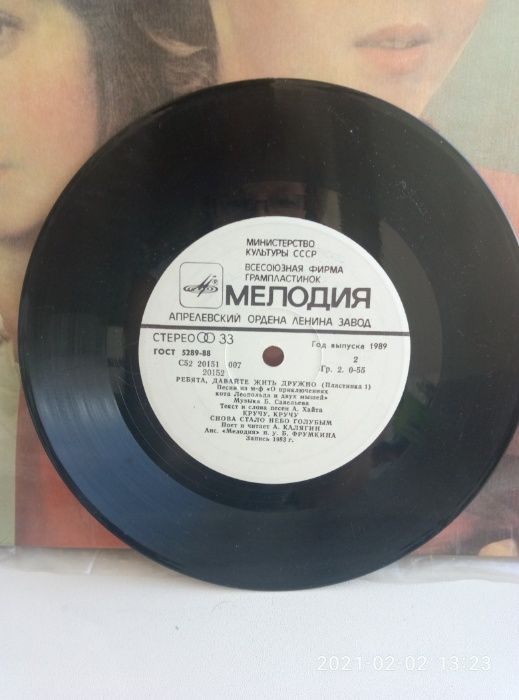 МИНИСТЕРСТВО
КУЛЬТУРЫ СССР
ВСЕСОЮЗНАЯ ФИРМА
ГРАМПЛАСТИНОК
МЕЛОДИЯ
АПРЕЛЕВСКИЙ ОРДЕНА ЛЕНИНА ЗАВОД
СТЕРЕО 33
Год выпуска 1989
ГОСТ 5289-88
2
С52 20151 007
Гр. 2. 0-55
20152
РЕБЯТА, ДАВАЙТЕ ЖИТЬ ДРУЖНО (Пластинка 1)
Песни из м-ф «О приключениях
кота Леопольда и двух мышей»
Музыка Б. Савельева
Текст и слова песен А. Хайта
КРУЧУ, КРУЧУ
СНОВА СТАЛО НЕБО ГОЛУБЫМ
Поет и читает А. КАЛЯГИН
Анс. «Мелодия» п. у. Б. ФРУМКИНА
Запись 1983 г.
2021-02-02 13:23